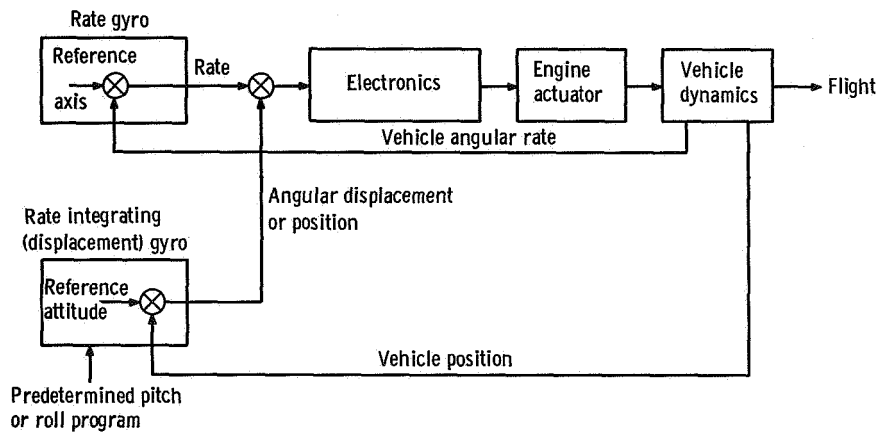 Rate gyro
Reference
axis
Rate
Electronics
Engine
actuator
Vehicle
dynamics
Flight
Vehicle angular rate
Angular displacement
or position
Rate integrating
(displacement) gyro
Reference
attitude
Vehicle position
Predetermined pitch
or roll program